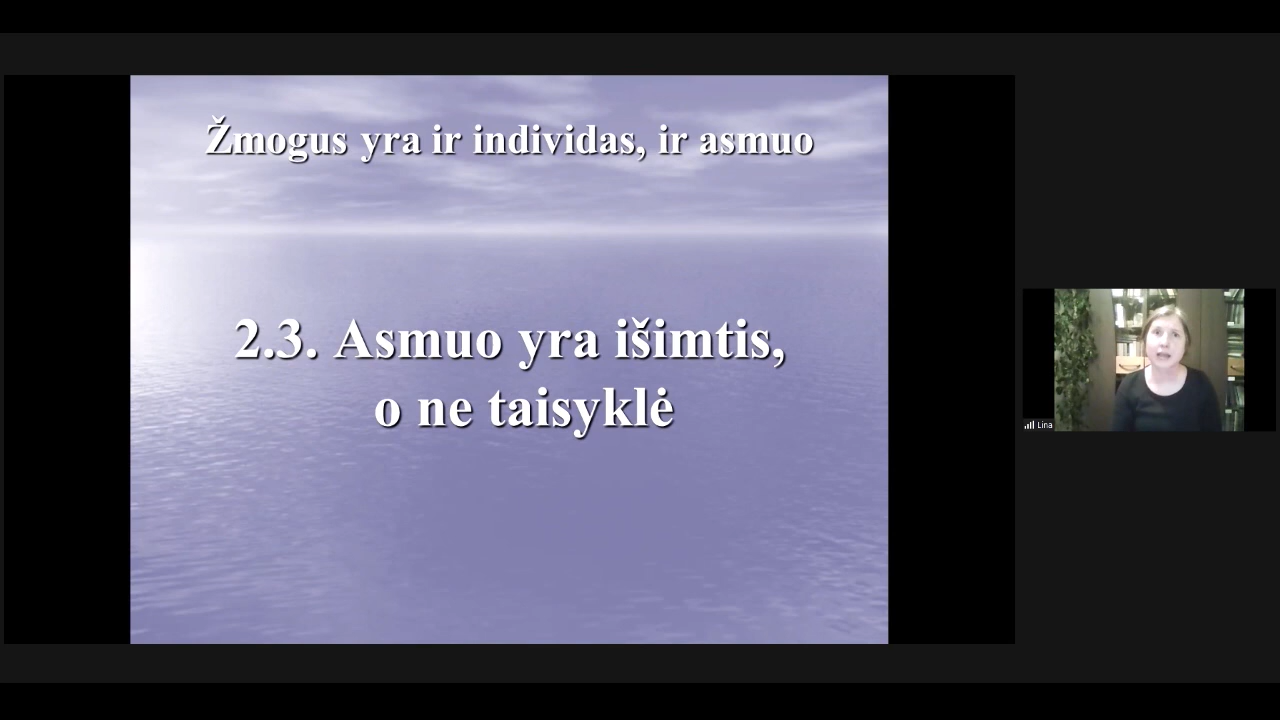 Žmogus yra ir individas, ir asmuo
2.3. Asmuo yra išimtis,
o ne taisyklė
Lina